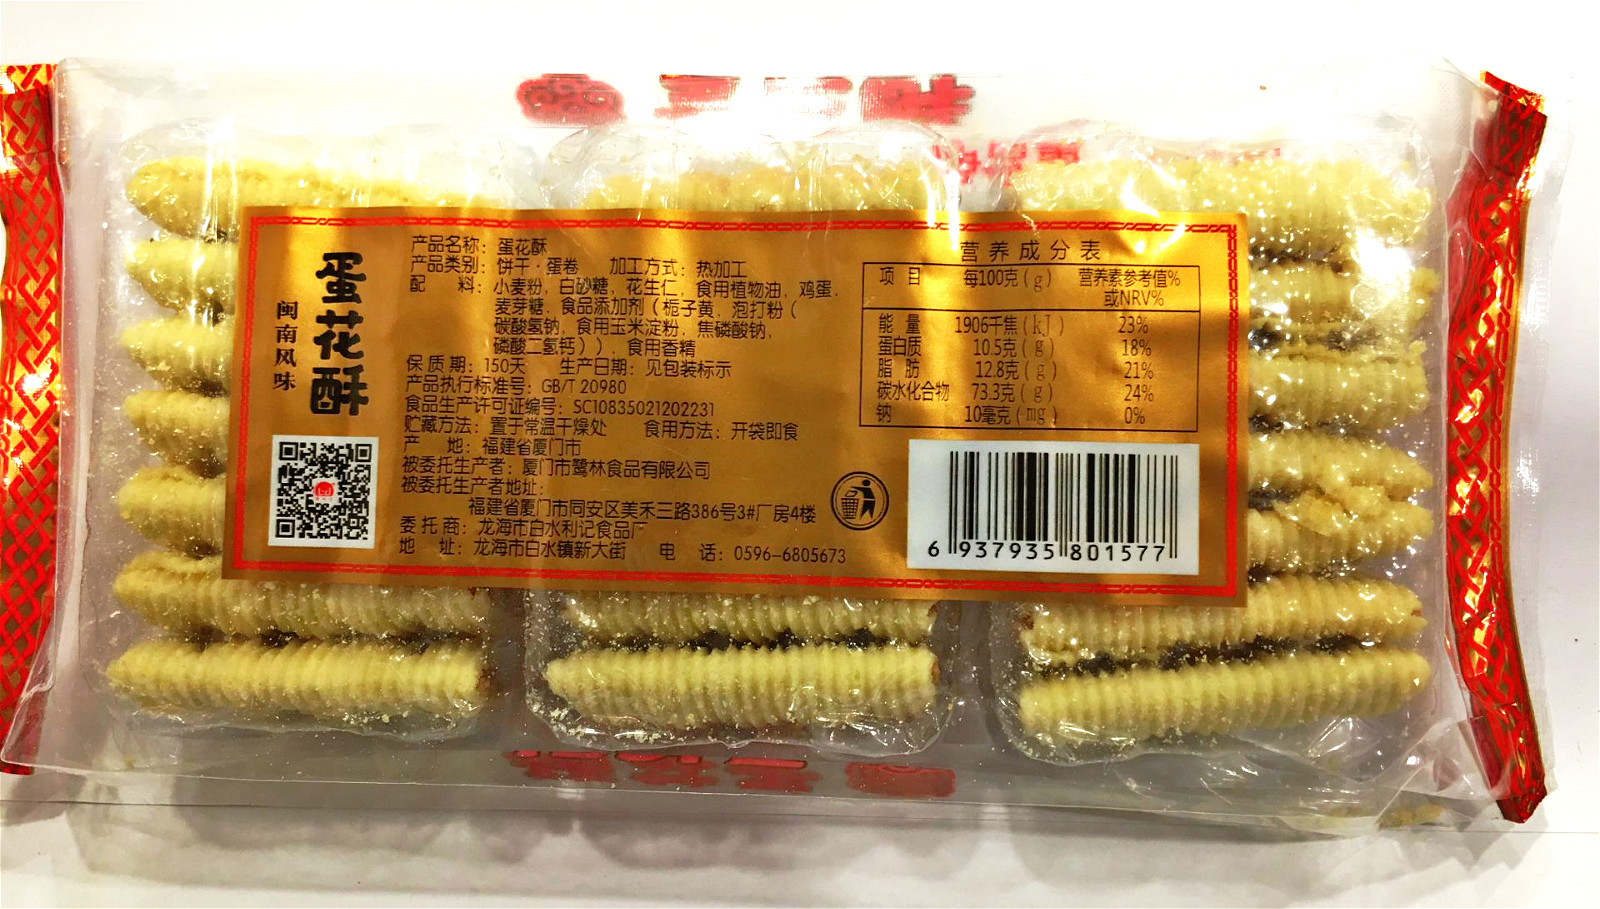 蛋花酥
闽南风味
产品名称：蛋花酥
产品类别：饼干·蛋卷 加工方式：热加工
配 料：小麦粉，白砂糖，花生仁，食用植物油，鸡蛋，
麦芽糖，食品添加剂（栀子黄，泡打粉（
碳酸氢钠，食用玉米淀粉，焦磷酸钠，
磷酸二氢钙）），食用香精
保质期：150天 生产日期：见包装标示
产品执行标准号：GB/T 20980
食品生产许可证编号：SC10835021202231
贮藏方法：置于常温干燥处 食用方法：开袋即食
产 地：福建省厦门市
被委托生产者：厦门市鹭林食品有限公司
被委托生产者地址：
福建省厦门市同安区美禾三路386号3#厂房4楼
委托商：龙海市白水利记食品厂
地 址：龙海市白水镇新大街 电 话：0596-6805673
营养成分表
项 目 每100克（g） 营养素参考值%
或NRV%
能 量 1906千焦（kJ） 23%
蛋白质 10.5克（g） 18%
脂 肪 12.8克（g） 21%
碳水化合物 73.3克（g） 24%
钠 10毫克（mg） 0%
6 937935 801577